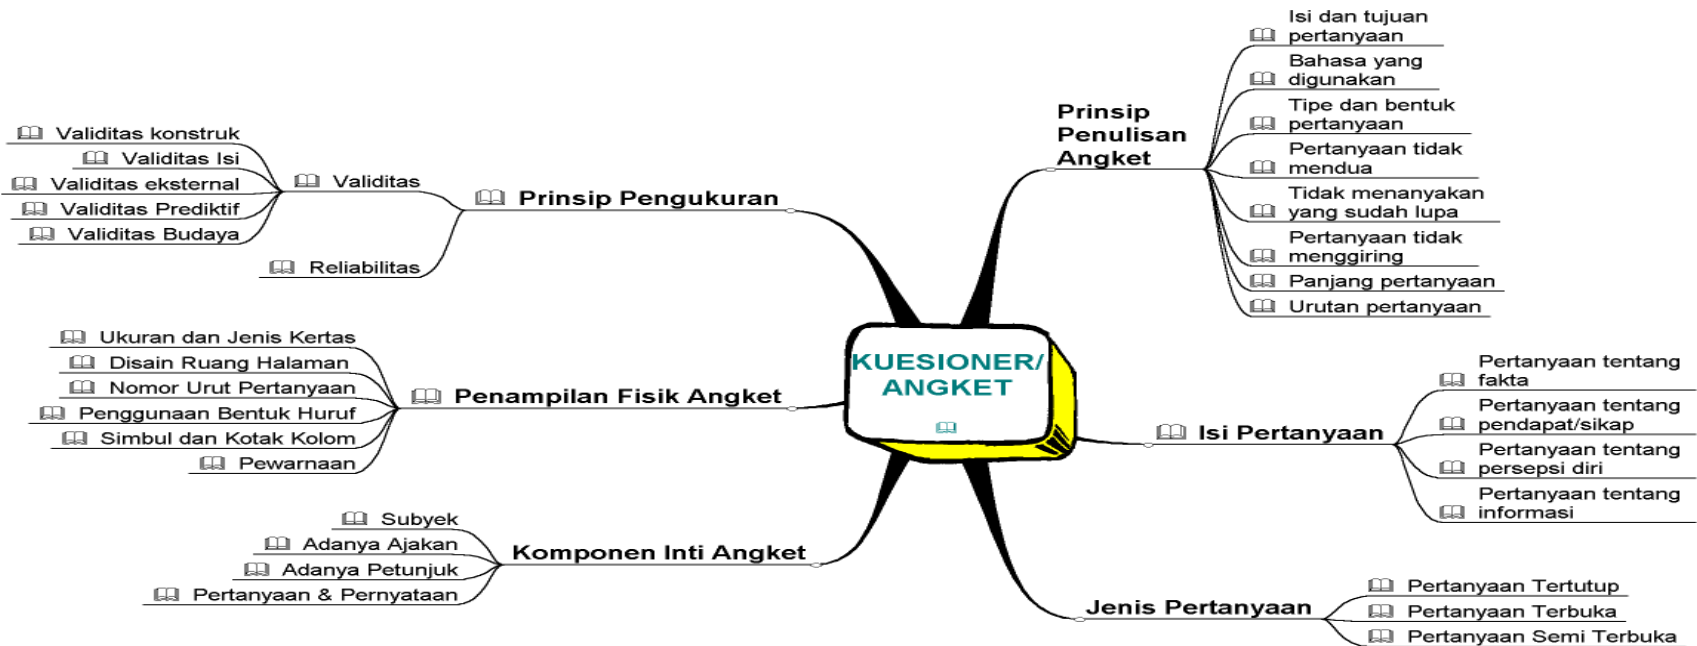 KUESIONER/
ANGKET
Prinsip
Penulisan
Angket
Isi dan tujuan
pertanyaan
Bahasa yang
digunakan
Tipe dan bentuk
pertanyaan
Pertanyaan tidak
mendua
Tidak menanyakan
yang sudah lupa
Pertanyaan tidak
menggiring
Panjang pertanyaan
Urutan pertanyaan
Isi Pertanyaan
Pertanyaan tentang
fakta
Pertanyaan tentang
pendapat/sikap
Pertanyaan tentang
persepsi diri
Pertanyaan tentang
informasi
Jenis Pertanyaan
Pertanyaan Tertutup
Pertanyaan Terbuka
Pertanyaan Semi Terbuka
Prinsip Pengukuran
Validitas
Validitas konstruk
Validitas Isi
Validitas eksternal
Validitas Prediktif
Validitas Budaya
Reliabilitas
Penampilan Fisik Angket
Ukuran dan Jenis Kertas
Disain Ruang Halaman
Nomor Urut Pertanyaan
Penggunaan Bentuk Huruf
Simbul dan Kotak Kolom
Pewarnaan
Komponen Inti Angket
Subyek
Adanya Ajakan
Adanya Petunjuk
Pertanyaan & Pernyataan